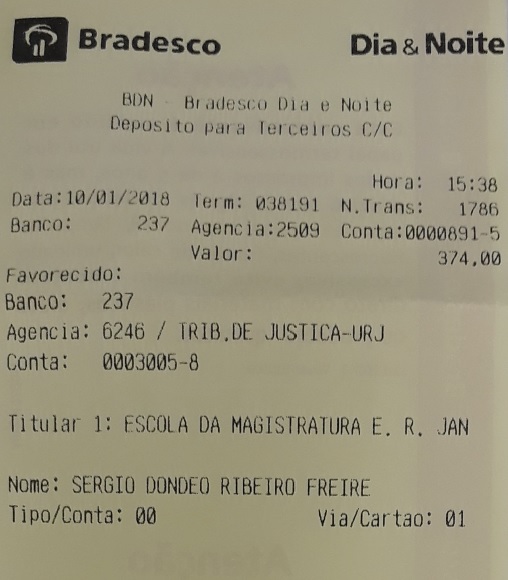 Bradesco Dia & Noite
BDN - Bradesco Dia e Noite
Deposito para Terceiros C/C
Hora: 15:38
Data:10/01/2018 Term: 038191 N.Trans: 1786
Banco: 237 Agencia:2509 Conta:0000891-5
Valor: 374,00
Favorecido:
Banco: 237
Agencia: 6246 / TRIB.DE JUSTICA-URJ
Conta: 0003005-8
Titular 1: ESCOLA DA MAGISTRATURA E. R. JAN
Nome: SERGIO DONDEO RIBEIRO FREIRE
Tipo/Conta: 00 Via/Cartao: 01
Atenção